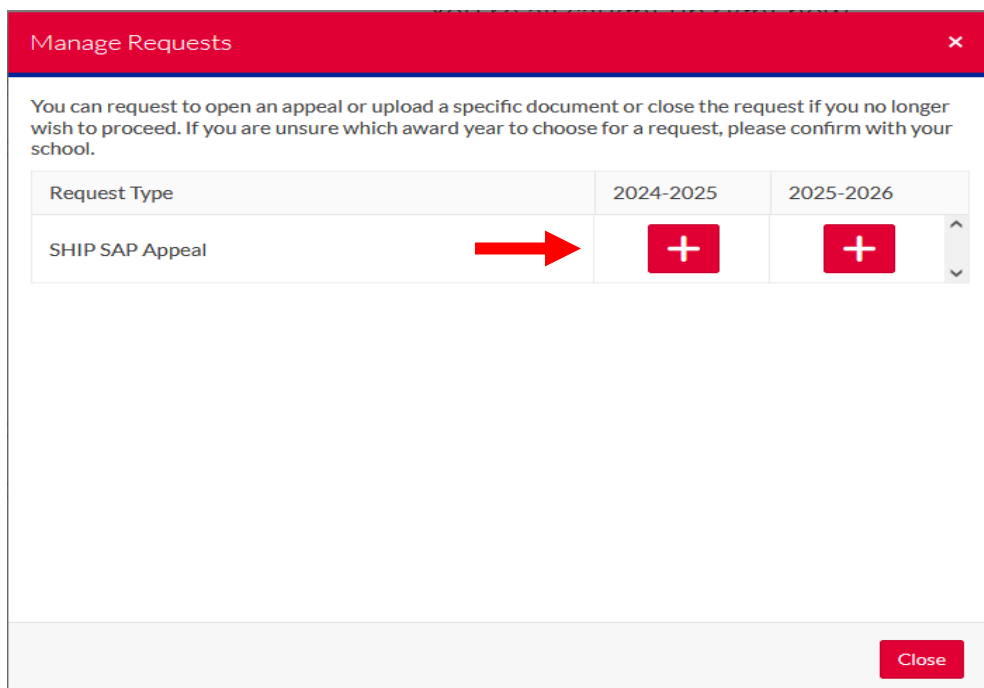 Manage Requests ×
You can request to open an appeal or upload a specific document or close the request if you no longer
wish to proceed. If you are unsure which award year to choose for a request, please confirm with your
school.
Request Type 2024-2025 2025-2026
SHIP SAP Appeal + +
Close